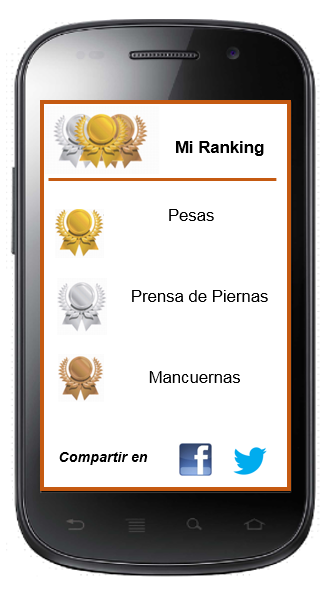 Mi Ranking
Pesas
Prensa de Piernas
Mancuernas
Compartir en